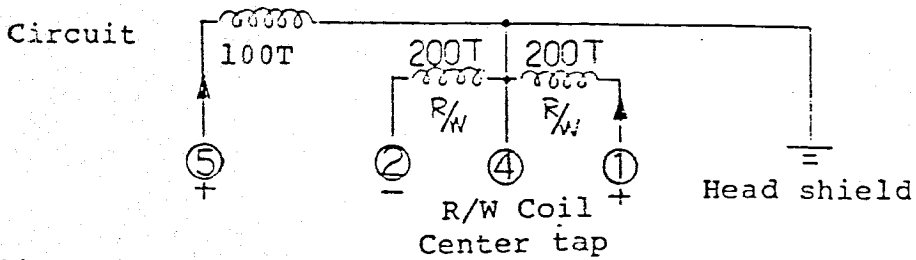 Circuit
100T
200T 200T
R/W R/W
5 2 4 1
+ - +
R/W Coil
Center tap
Head shield